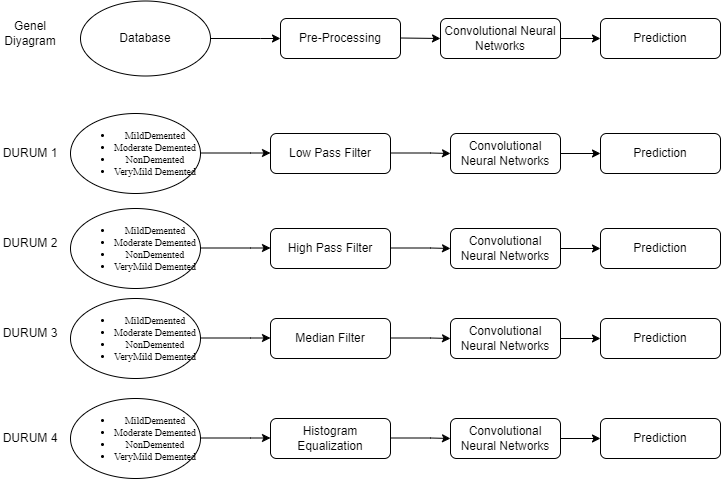 Genel
Diyagram
Database
Pre-Processing
Convolutional Neural
Networks
Prediction
DURUM 1
• MildDemented
• Moderate Demented
• NonDemented
• VeryMild Demented
Low Pass Filter
Convolutional
Neural Networks
Prediction
DURUM 2
• MildDemented
• Moderate Demented
• NonDemented
• VeryMild Demented
High Pass Filter
Convolutional
Neural Networks
Prediction
DURUM 3
• MildDemented
• Moderate Demented
• NonDemented
• VeryMild Demented
Median Filter
Convolutional
Neural Networks
Prediction
DURUM 4
• MildDemented
• Moderate Demented
• NonDemented
• VeryMild Demented
Histogram
Equalization
Convolutional
Neural Networks
Prediction